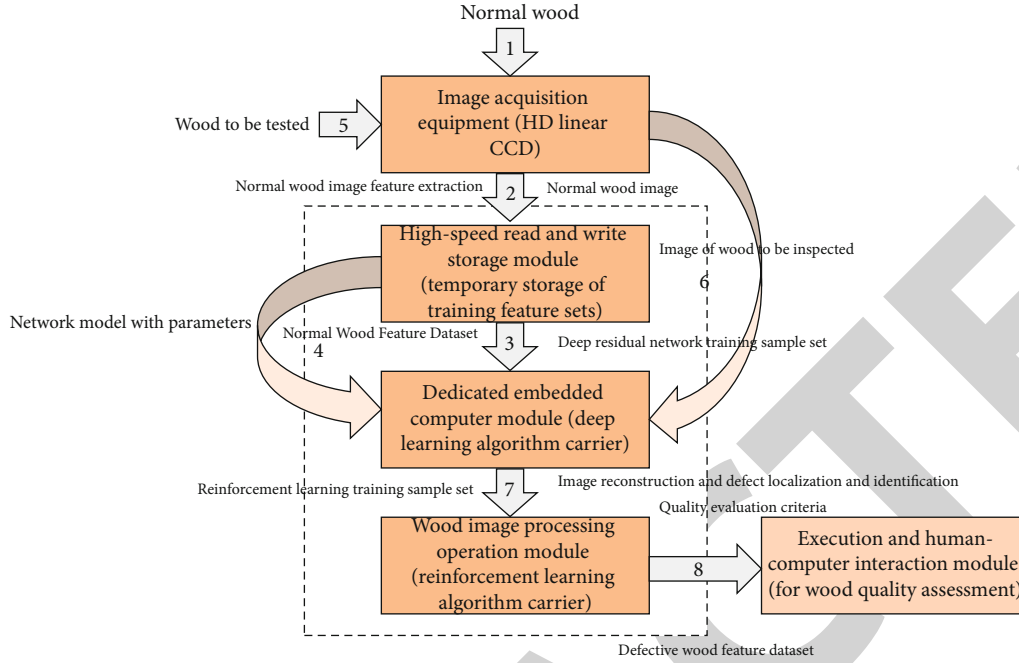 Normal wood
1
Image acquisition
equipment (HD linear
CCD)
Wood to be tested
5
Normal wood image feature extraction
2
Normal wood image
High-speed read and write
storage module
(temporary storage of
training feature sets)
Image of wood to be inspected
6
Network model with parameters
Normal Wood Feature Dataset
4
3
Deep residual network training sample set
Dedicated embedded
computer module (deep
learning algorithm carrier)
Reinforcement learning training sample set
7
Image reconstruction and defect localization and identification
Quality evaluation criteria
Wood image processing
operation module
(reinforcement learning
algorithm carrier)
8
Execution and human-
computer interaction module
(for wood quality assessment)
Defective wood feature dataset